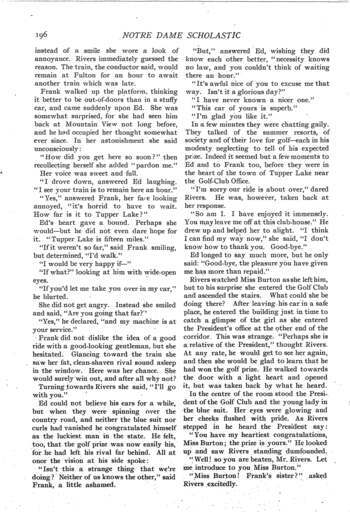 192
NOTRE DAME SCHOLASTIC
instead of a smile she wore a look of
annoyance. Rivers immediately guessed the
reason. The train, the conductor said, would
remain at Fulton for an hour to await
another train which was late.
Frank walked up the platform, thinking
it better to be out-of-doors than in a stuffy
car, and came suddenly upon Ed. She was
somewhat surprised, for she had seen him
back at Mountain View not long before,
and he had occupied her thought somewhat
ever since. In her astonishment she said
unconsciously:
"How did you get here so soon?" then
recollecting herself she added "pardon me."
Her voice was sweet and full.
"I drove down, answered Ed laughing.
"I see your train is to remain here an hour."
"Yes," answered Frank, her face looking
annoyed, "it's horrid to have to wait.
How far is it to Tupper Lake?"
Ed's heart gave a bound. Perhaps she
would—but he did not even dare hope for
it. "Tupper Lake is fifteen miles."
"If it weren't so far," said Frank smiling,
but determined, "I'd walk."
"I would be very happy if—"
"If what?" looking at him with wide-open
eyes.
"If you'd let me take you over in my car,"
he blurted.
She did not get angry. Instead she smiled
and said, "Are you going that far?"
"Yes," he declared, "and my machine is at
your service."
Frank did not dislike the idea of a good
ride with a good-looking gentleman, but she
hesitated. Glancing toward the train she
saw her fat, clean-shaven rival sound asleep
in the window. Here was her chance. She
would surely win out, and after all why not?
Turning towards Rivers she said, "I'll go
with you."
Ed could not believe his ears for a while,
but when they were spinning over the
country road, and neither the blue suit nor
curls had vanished he congratulated himself
as the luckiest man in the state. He felt,
too, that the golf prize was now easily his,
for he had left his rival far behind. All at
once the vision at his side spoke:
"Isn't this a strange thing that we're
doing? Neither of us knows the other," said
Frank, a little ashamed.
"But," answered Ed, wishing they did
know each other better, "necessity knows
no law, and you couldn't think of waiting
there an hour."
"It's awful nice of you to excuse me that
way. Isn't it a glorious day?"
"I have never known a nicer one."
"This car of yours is superb."
"I'm glad you like it."
In a few minutes they were chatting gaily.
They talked of the summer resorts, of
society and of their love for golf—each in his
modesty neglecting to tell of his expected
prize. Indeed it seemed but a few moments to
Ed and to Frank too, before they were in
the heart of the town of Tupper Lake near
the Golf-Club Office.
"I'm sorry our ride is about over," dared
Rivers. He was, however, taken back at
her response.
"So am I. I have enjoyed it immensely.
You may leave me off at this club-house." He
drew up and helped her to alight. "I think
I can find my way now," she said, "I don't
know how to thank you. Good-bye."
Ed longed to say much more, but he only
said: "Good-bye, the pleasure you have given
me has more than repaid."
Rivers watched Miss Burton as she left him,
but to his surprise she entered the Golf Club
and ascended the stairs. What could she be
doing there? After leaving his car in a safe
place, he entered the building just in time to
catch a glimpse of the girl as she entered
the President's office at the other end of the
corridor. This was strange. "Perhaps she is
a relative of the President," thought Rivers.
At any rate, he would get to see her again,
and then she would be glad to learn that he
had won the golf prize. He walked towards
the door with a light heart and opened
it, but was taken back by what he heard.
In the center of the room stood the Presi-
dent of the Golf Club and the young lady in
the blue suit. Her eyes were glowing and
her cheeks flushed with pride. As Rivers
stepped in he heard the President say:
"You have my heartiest congratulations,
Miss Burton; the prize is yours." He looked
up and saw Rivers standing dumfounded.
"Well! so you are beaten, Mr. Rivers. Let
me introduce to you Miss Burton."
"Miss Burton! Frank's sister?" asked
Rivers excitedly.